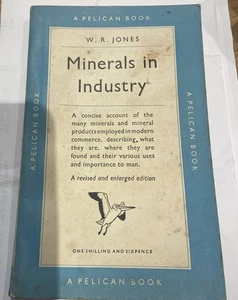 A PELICAN BOOK
W. R. JONES
Minerals in
Industry
A concise account of the
many minerals and mineral
products employed in modern
commerce, describing, what
they are, where they are
found and their various uses
and importance to man.
A revised and enlarged edition
ONE SHILLING AND SIXPENCE
A PELICAN BOOK
A PELICAN BOOK
A PELICAN BOOK